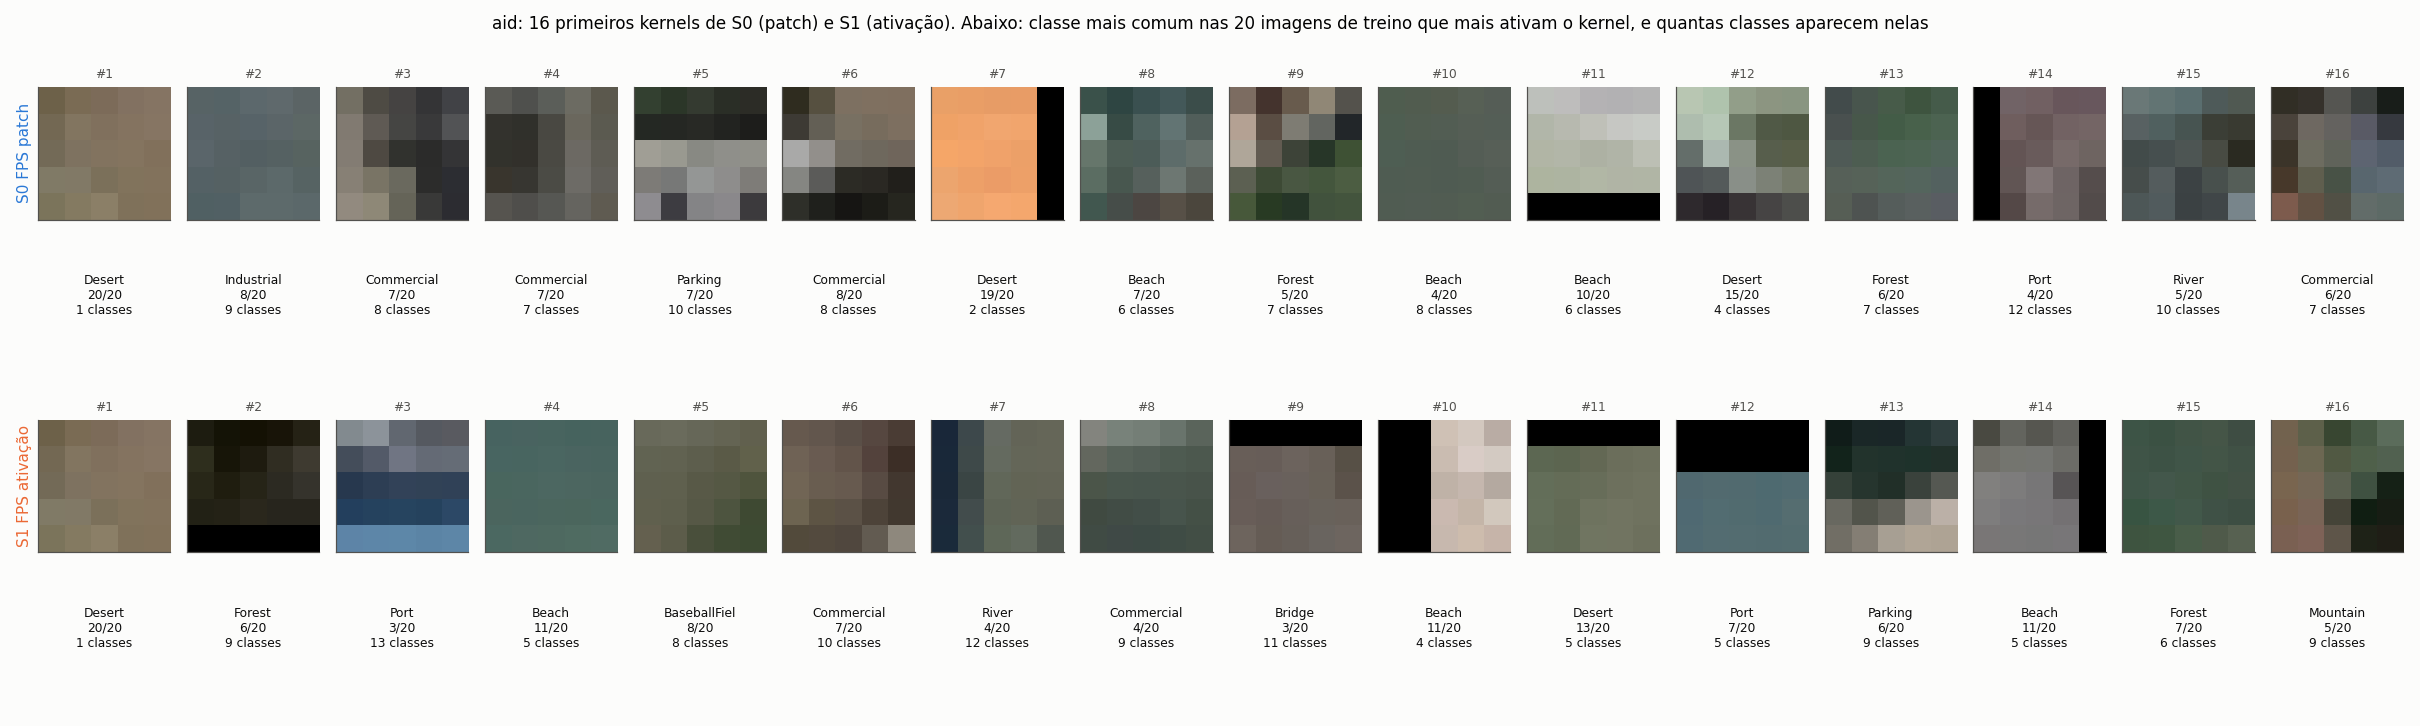 aid: 16 primeiros kernels de S0 (patch) e S1 (ativação). Abaixo: classe mais comum nas 20 imagens de treino que mais ativam o kernel, e quantas classes aparecem nelas
#1 #2 #3 #4 #5 #6 #7 #8 #9 #10 #11 #12 #13 #14 #15 #16
S0 FPS patch
Desert Industrial Commercial Commercial Parking Commercial Desert Beach Forest Beach Beach Desert Forest Port River Commercial
20/20 8/20 7/20 7/20 7/20 8/20 19/20 7/20 5/20 4/20 10/20 15/20 6/20 4/20 5/20 6/20
1 classes 9 classes 8 classes 7 classes 10 classes 8 classes 2 classes 6 classes 7 classes 8 classes 6 classes 4 classes 7 classes 12 classes 10 classes 7 classes
#1 #2 #3 #4 #5 #6 #7 #8 #9 #10 #11 #12 #13 #14 #15 #16
S1 FPS ativação
Desert Forest Port Beach BaseballFiel Commercial River Commercial Bridge Beach Desert Port Parking Beach Forest Mountain
20/20 6/20 3/20 11/20 8/20 7/20 4/20 4/20 3/20 11/20 13/20 7/20 6/20 11/20 7/20 5/20
1 classes 9 classes 13 classes 5 classes 8 classes 10 classes 12 classes 9 classes 11 classes 4 classes 5 classes 5 classes 9 classes 5 classes 6 classes 9 classes